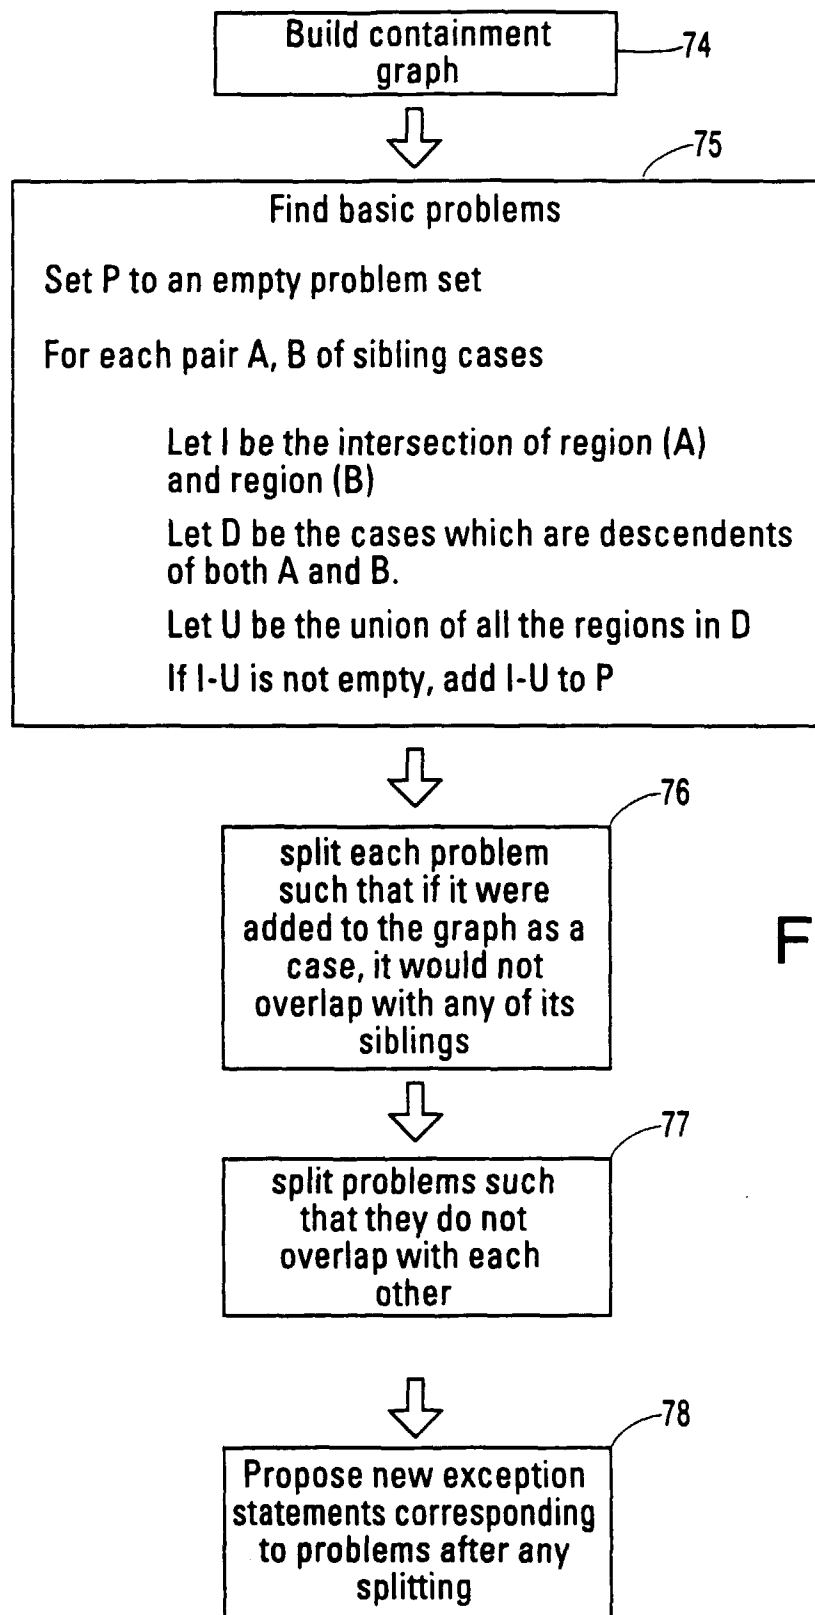 Build containment
graph
74
75
Find basic problems
Set P to an empty problem set
For each pair A, B of sibling cases
Let I be the intersection of region (A)
and region (B)
Let D be the cases which are descendents
of both A and B.
Let U be the union of all the regions in D
If I-U is not empty, add I-U to P
76
split each problem
such that if it were
added to the graph as a
case, it would not
overlap with any of its
siblings
F
77
split problems such
that they do not
overlap with each
other
78
Propose new exception
statements corresponding
to problems after any
splitting